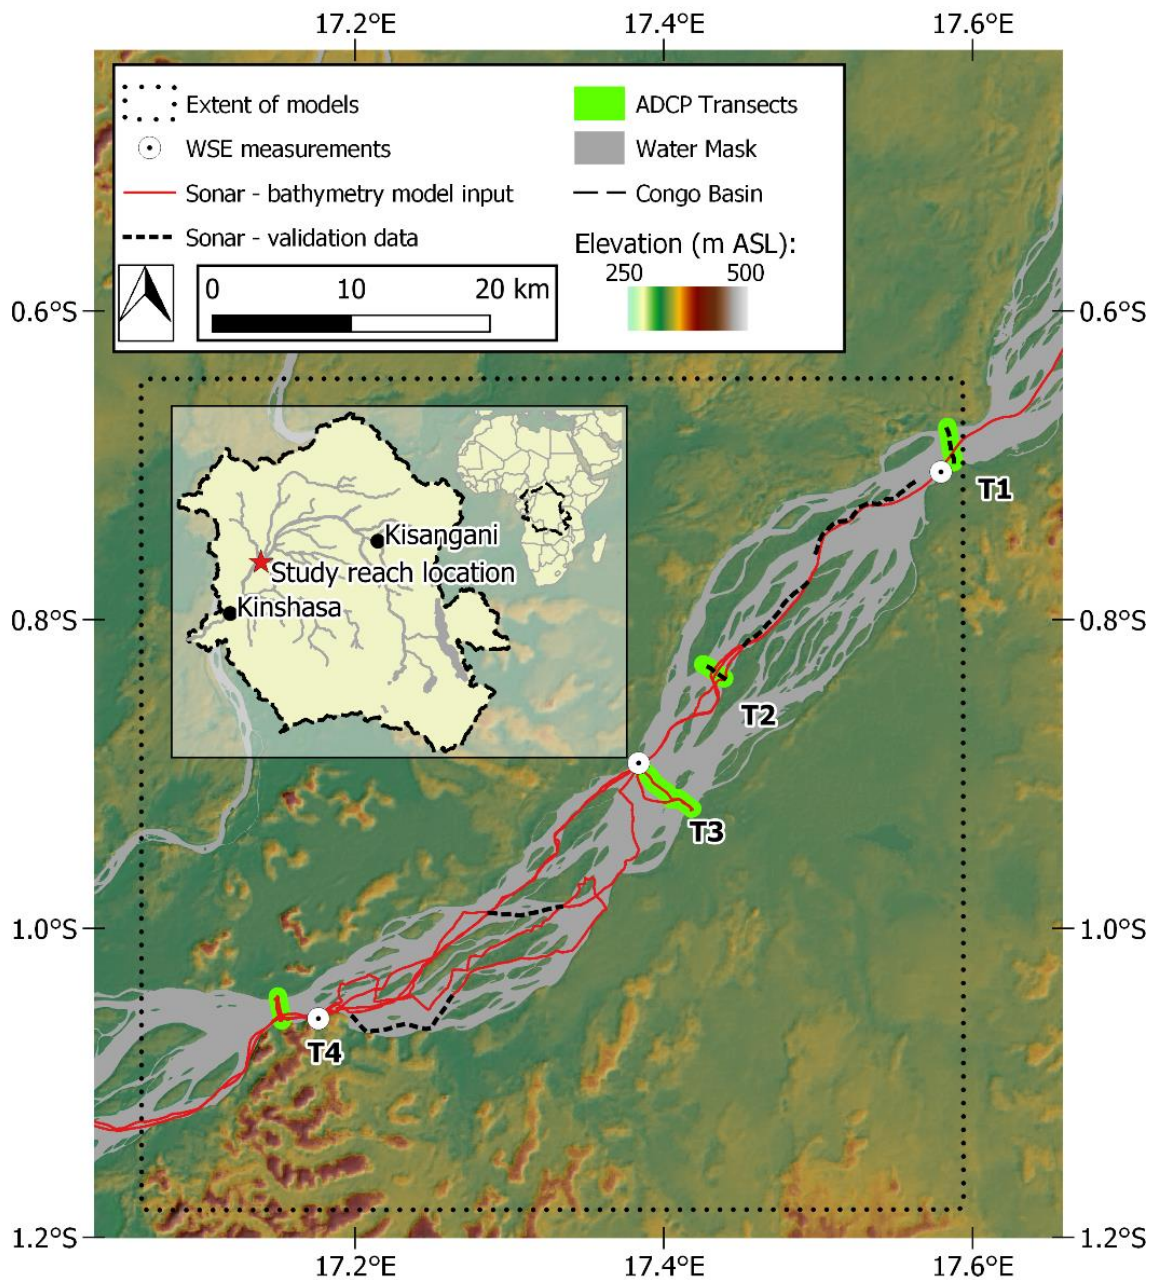 17.2°E 17.4°E 17.6°E
Extent of models
WSE measurements
Sonar - bathymetry model input
Sonar - validation data
ADCP Transects
Water Mask
Congo Basin
Elevation (m ASL):
250 500
0 10 20 km
0.6°S 0.6°S
Kisangani
Study reach location
Kinshasa
T1
0.8°S 0.8°S
T2
T3
1.0°S 1.0°S
T4
1.2°S 1.2°S
17.2°E 17.4°E 17.6°E